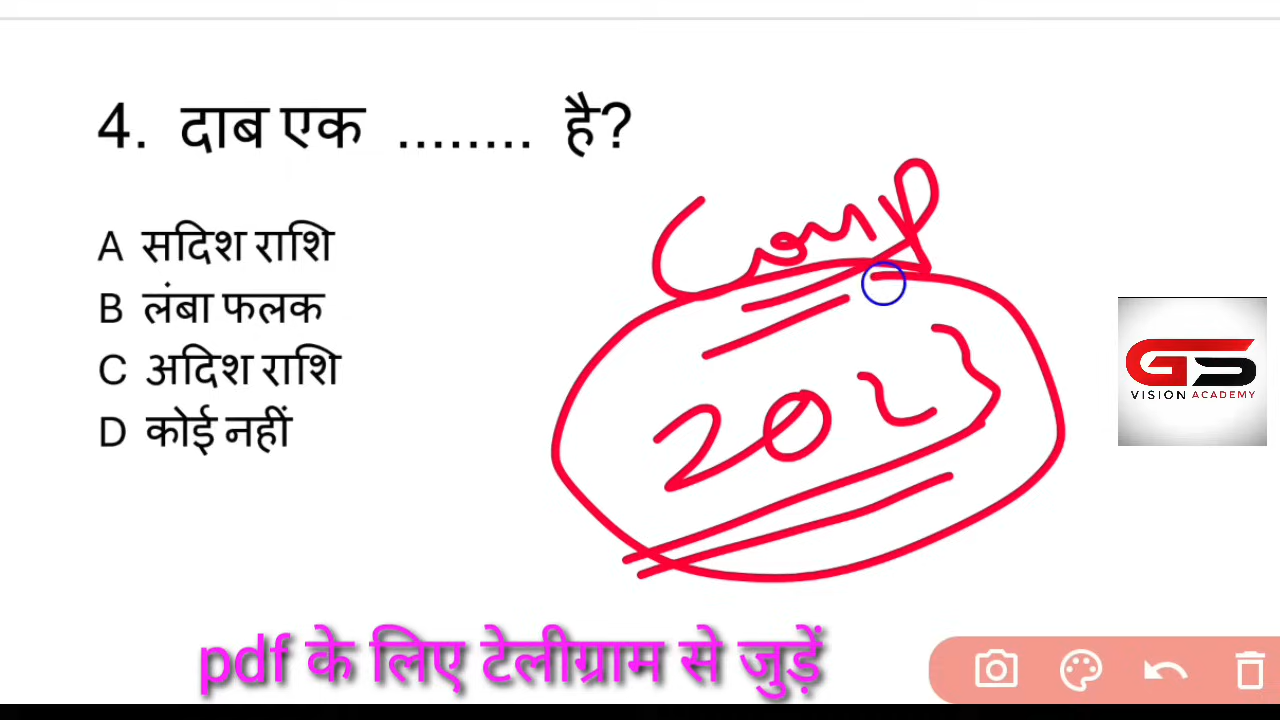 4. दाब एक ........ है?
A सदिश राशि
B लंबा फलक
C अदिश राशि
D कोई नहीं
Comp
2023
GS
VISION ACADEMY
pdf के लिए टेलीग्राम से जुड़ें